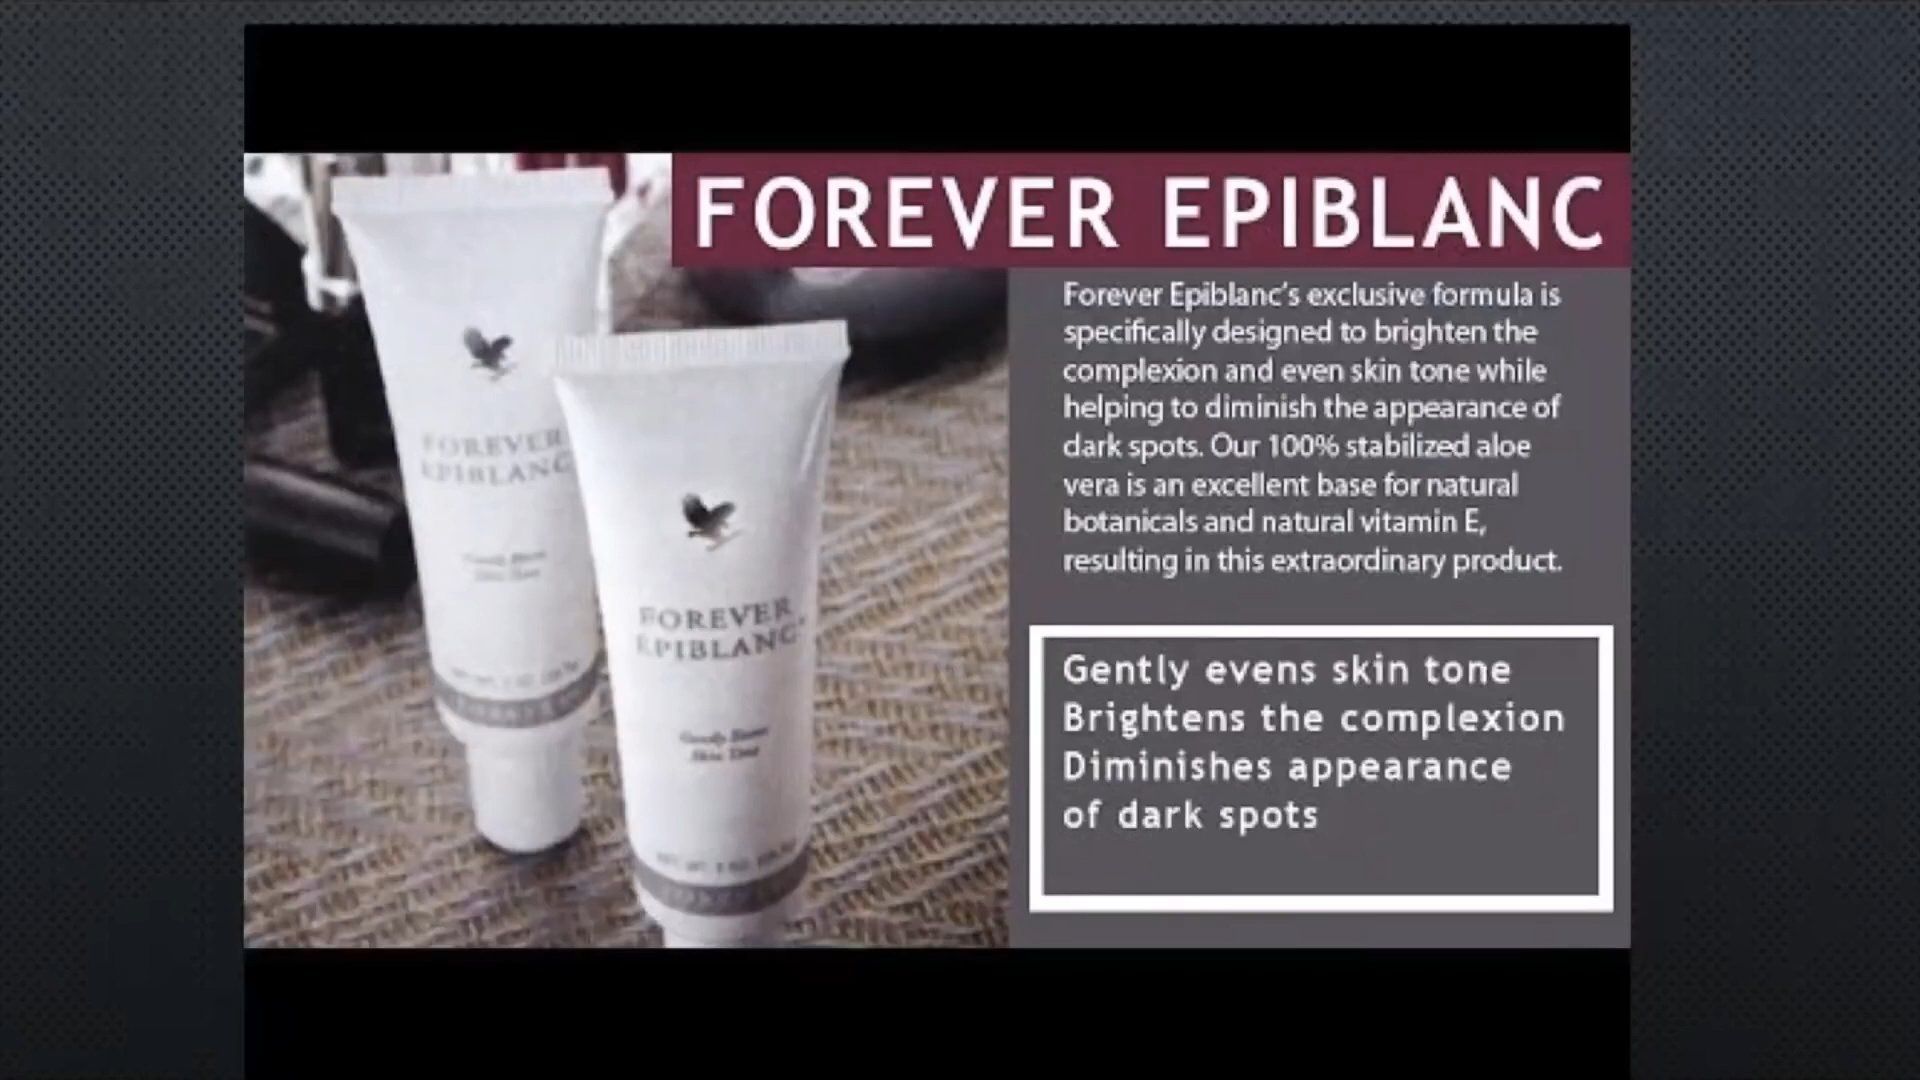 FOREVER EPIBLANC
Forever Epiblanc's exclusive formula is
specifically designed to brighten the
complexion and even skin tone while
helping to diminish the appearance of
dark spots. Our 100% stabilized aloe
vera is an excellent base for natural
botanicals and natural vitamin E,
resulting in this extraordinary product.
Gently evens skin tone
Brightens the complexion
Diminishes appearance
of dark spots
FOREVER
EPIBLANC
FOREVER
EPIBLANC
Skin Tone